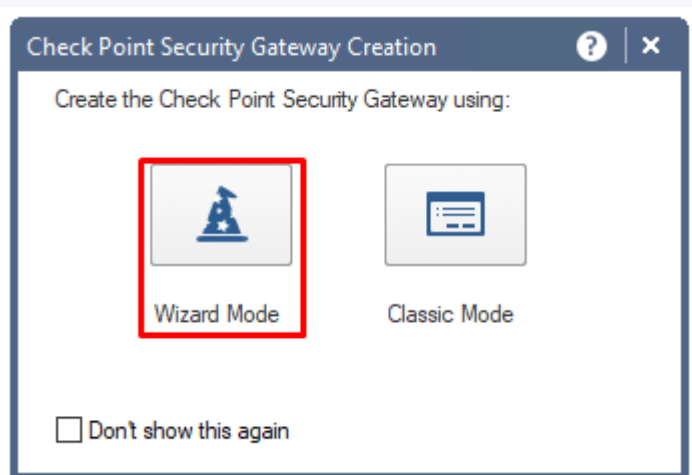 Check Point Security Gateway Creation
Create the Check Point Security Gateway using:
Wizard Mode
Classic Mode
Don't show this again